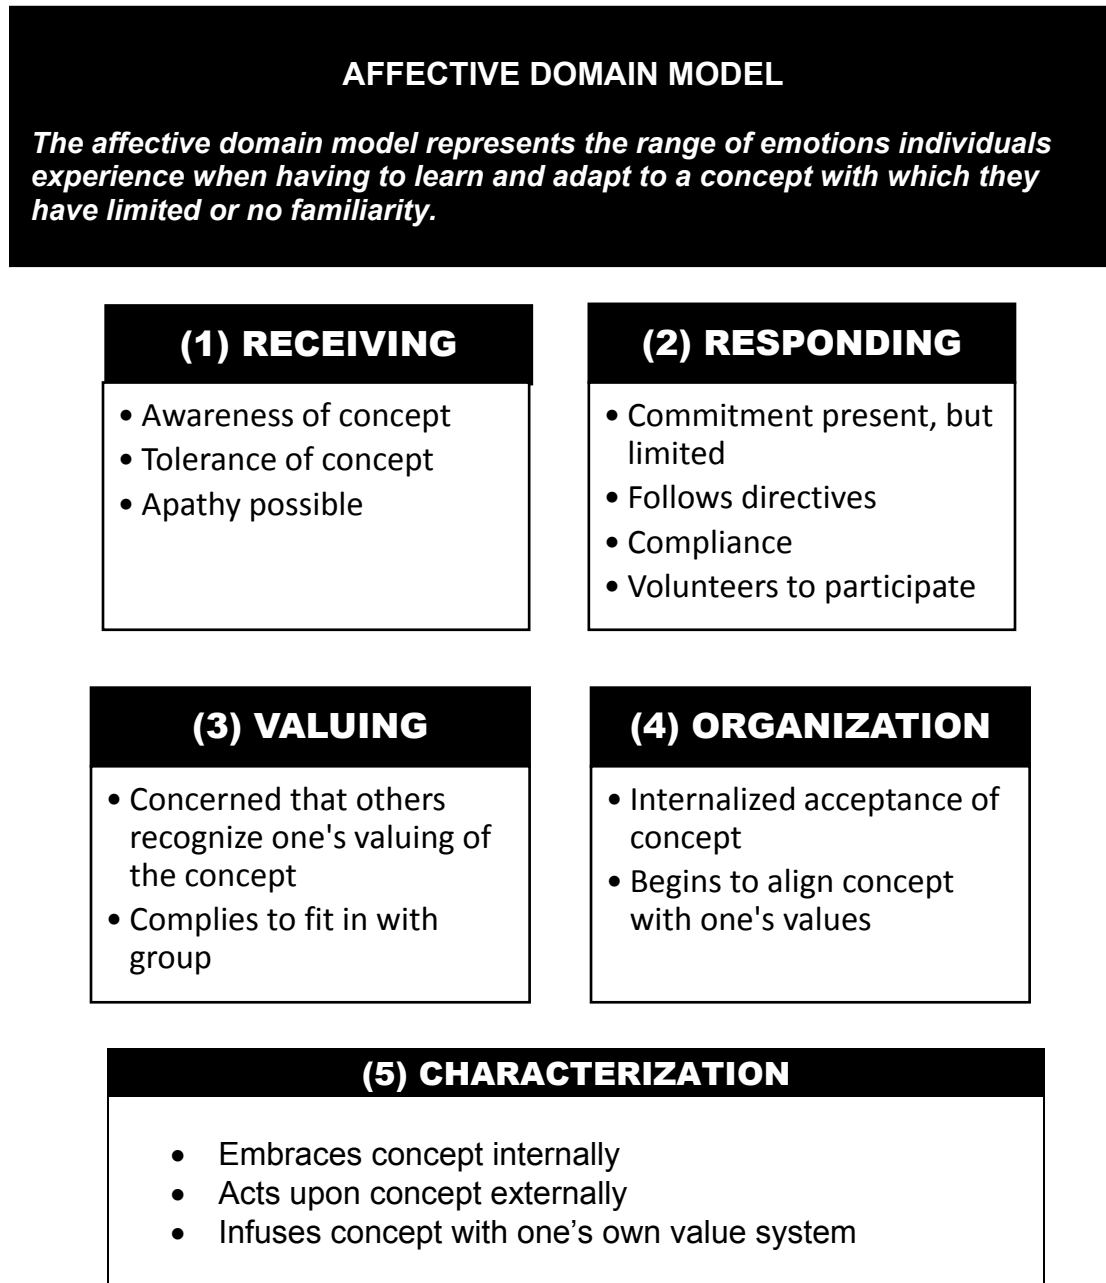 AFFECTIVE DOMAIN MODEL
The affective domain model represents the range of emotions individuals
experience when having to learn and adapt to a concept with which they
have limited or no familiarity.
(1) RECEIVING
• Awareness of concept
• Tolerance of concept
• Apathy possible
(2) RESPONDING
• Commitment present, but
limited
• Follows directives
• Compliance
• Volunteers to participate
(3) VALUING
• Concerned that others
recognize one's valuing of
the concept
• Complies to fit in with
group
(4) ORGANIZATION
• Internalized acceptance of
concept
• Begins to align concept
with one's values
(5) CHARACTERIZATION
• Embraces concept internally
• Acts upon concept externally
• Infuses concept with one’s own value system